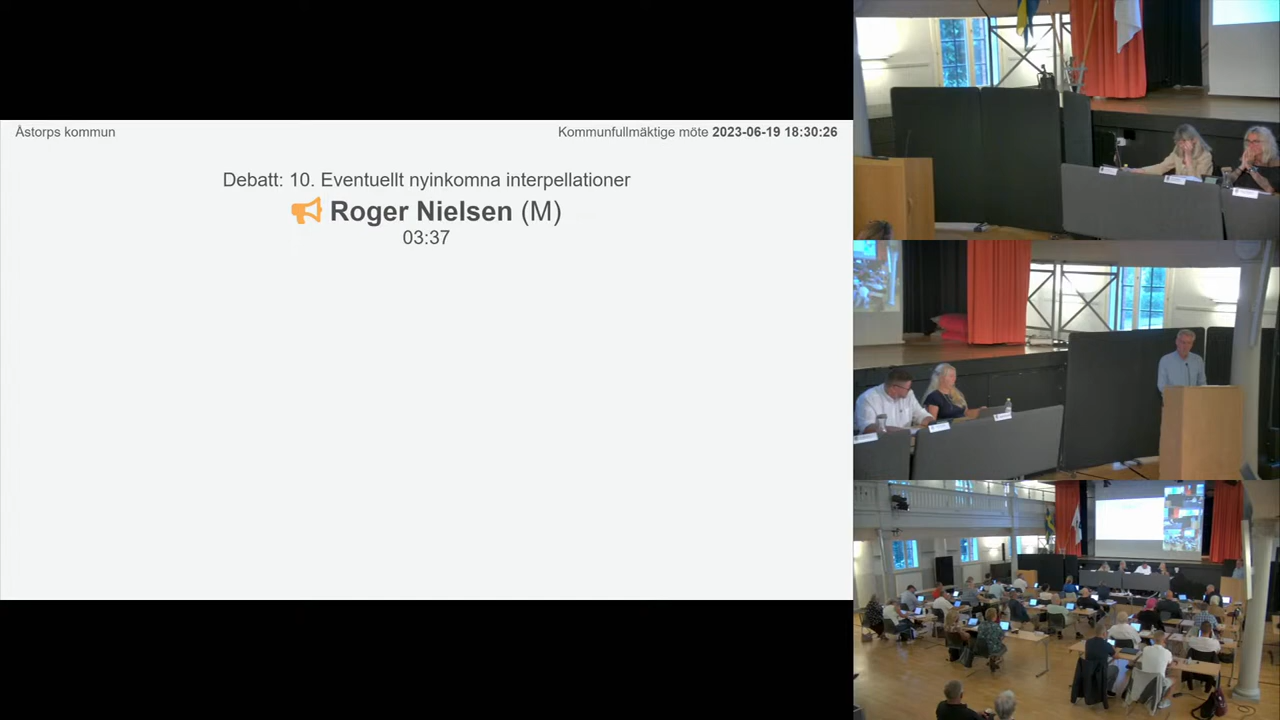 Åstorps kommun
Kommunfullmäktige möte 2023-06-19 18:30:26
Debatt: 10. Eventuellt nyinkomna interpellationer
Roger Nielsen (M)
03:37